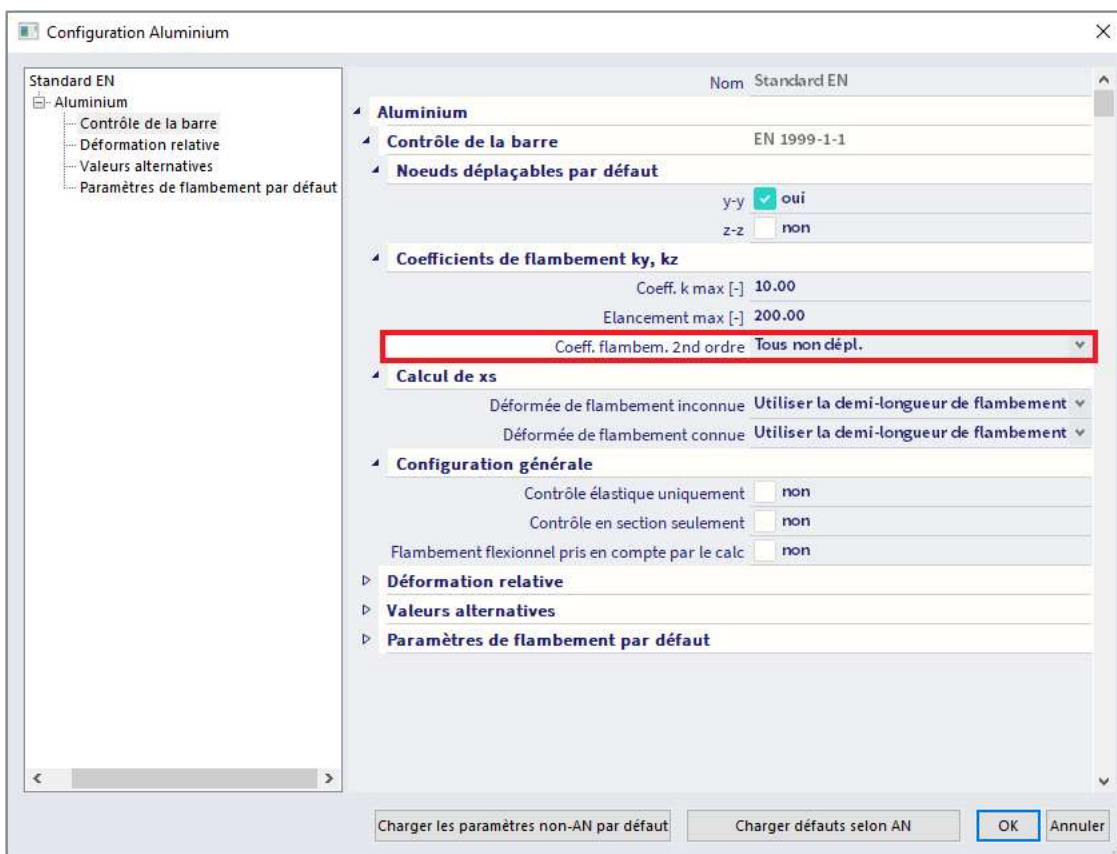 Configuration Aluminium
Standard EN
Aluminium
Contrôle de la barre
Déformation relative
Valeurs alternatives
Paramètres de flambement par défaut
Nom Standard EN
Aluminium
Contrôle de la barre EN 1999-1-1
Noeuds déplaçables par défaut
y-y oui
z-z non
Coefficients de flambement ky, kz
Coeff. k max [-] 10.00
Elancement max [-] 200.00
Coeff. flambem. 2nd ordre Tous non dépl.
Calcul de xs
Déformée de flambement inconnue Utiliser la demi-longueur de flambement
Déformée de flambement connue Utiliser la demi-longueur de flambement
Configuration générale
Contrôle élastique uniquement non
Contrôle en section seulement non
Flambement flexionnel pris en compte par le calc non
Déformation relative
Valeurs alternatives
Paramètres de flambement par défaut
Charger les paramètres non-AN par défaut Charger défauts selon AN OK Annuler